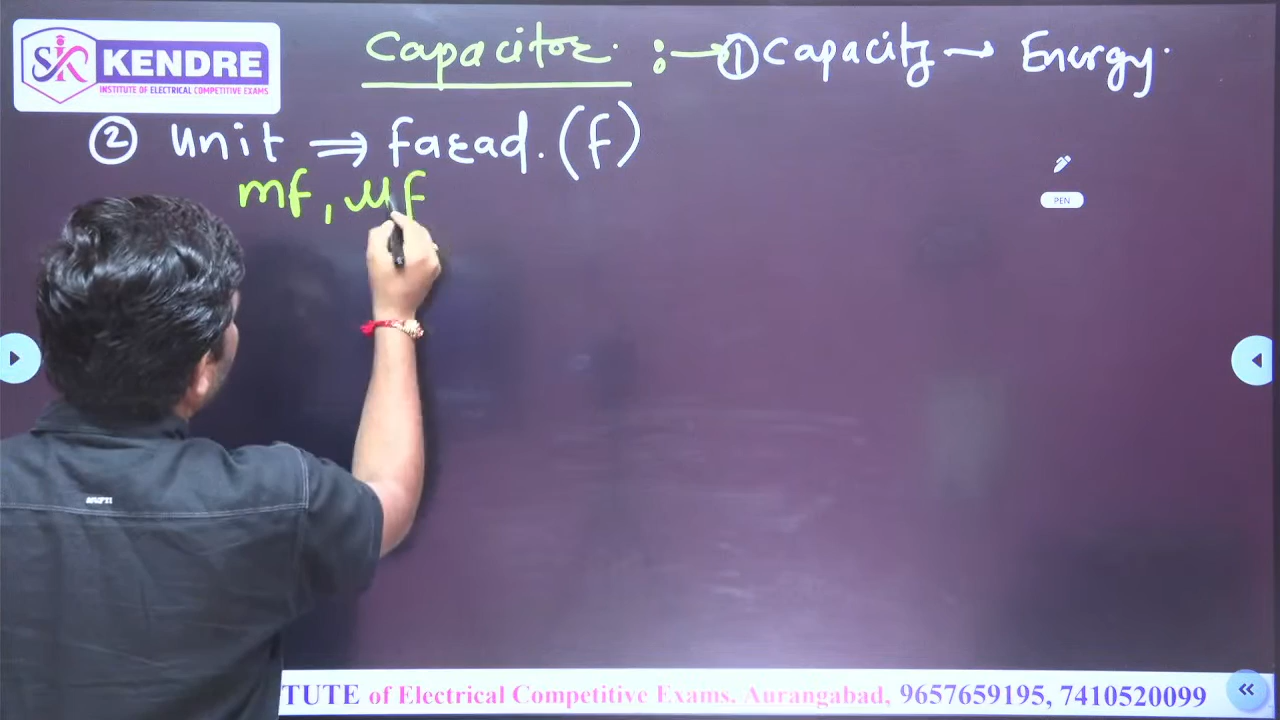 SIR KENDRE
INSTITUTE OF ELECTRICAL COMPETITIVE EXAMS
Capacitor. :→ ① Capacity → Energy.
② Unit ⇒ farad. (f)
mf, μf
PEN
TUTE of Electrical Competitive Exams, Aurangabad, 9657659195, 7410520099